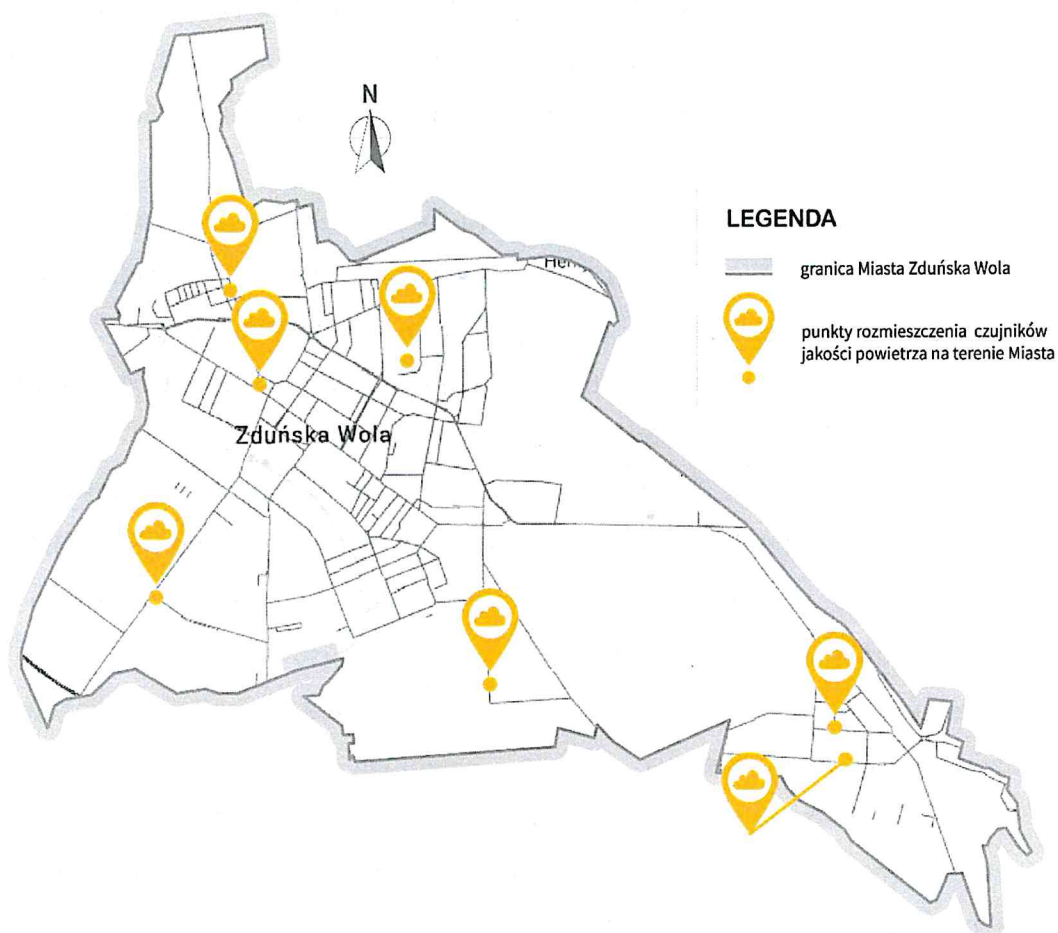 N
LEGENDA
granica Miasta Zduńska Wola
punkty rozmieszczenia czujników
jakości powietrza na terenie Miasta
Zduńska Wola